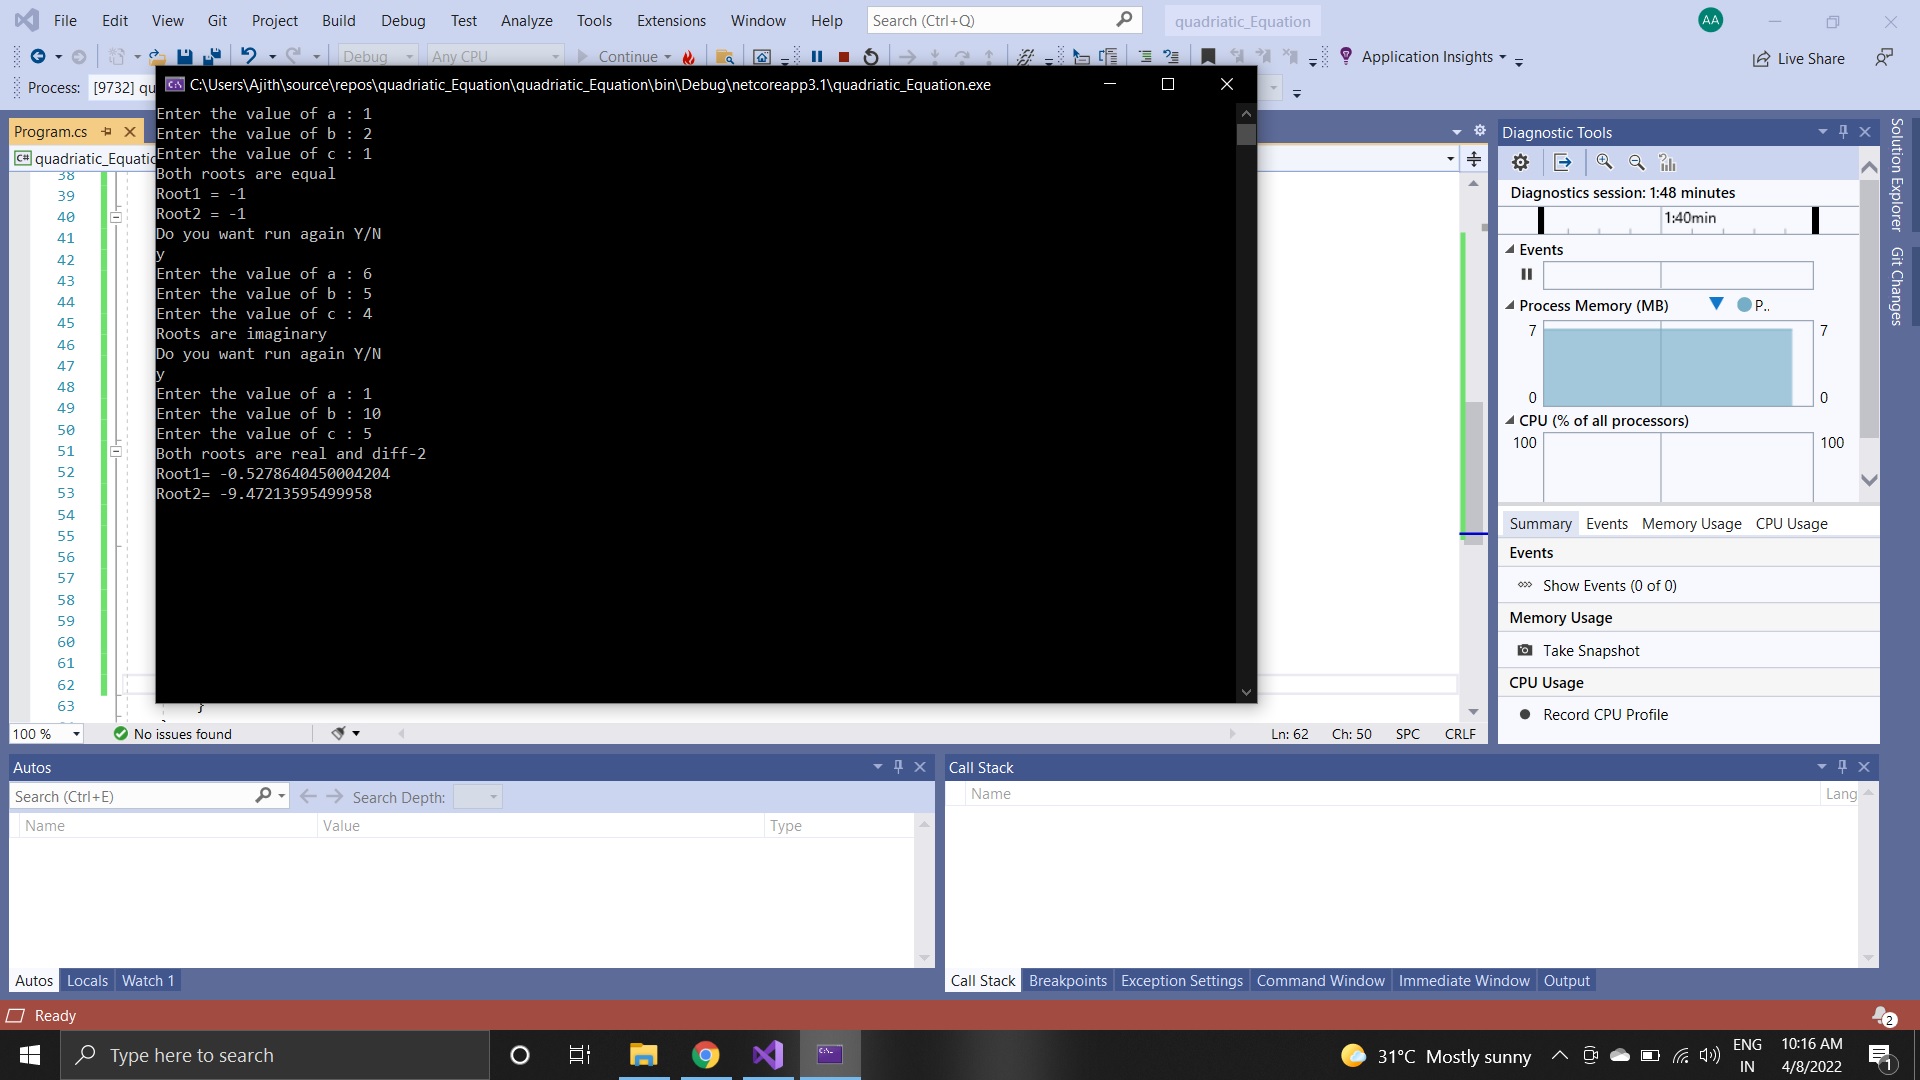 File Edit View Git Project Build Debug Test Analyze Tools Extensions Window Help Search (Ctrl+Q) quadriatic_Equation AA
Debug Any CPU Continue Application Insights Live Share
Process: [9732] qu
C:\Users\Ajith\source\repos\quadriatic_Equation\quadriatic_Equation\bin\Debug\netcoreapp3.1\quadriatic_Equation.exe
Enter the value of a : 1
Enter the value of b : 2
Enter the value of c : 1
Both roots are equal
Root1 = -1
Root2 = -1
Do you want run again Y/N
y
Enter the value of a : 6
Enter the value of b : 5
Enter the value of c : 4
Roots are imaginary
Do you want run again Y/N
y
Enter the value of a : 1
Enter the value of b : 10
Enter the value of c : 5
Both roots are real and diff-2
Root1= -0.5278640450004204
Root2= -9.47213595499958
Program.cs
C# quadriatic_Equatio
38
39
40
41
42
43
44
45
46
47
48
49
50
51
52
53
54
55
56
57
58
59
60
61
62
63 }
100 % No issues found Ln: 62 Ch: 50 SPC CRLF
Diagnostic Tools
Diagnostics session: 1:48 minutes
1:40min
Events
Process Memory (MB) P..
7 7
0 0
CPU (% of all processors)
100 100
Summary Events Memory Usage CPU Usage
Events
Show Events (0 of 0)
Memory Usage
Take Snapshot
CPU Usage
Record CPU Profile
Solution Explorer
Git Changes
Autos
Search (Ctrl+E) Search Depth:
Name Value Type
Autos Locals Watch 1
Call Stack
Name Lang
Call Stack Breakpoints Exception Settings Command Window Immediate Window Output
Ready 2
Type here to search
31°C Mostly sunny
ENG
IN
10:16 AM
4/8/2022
1